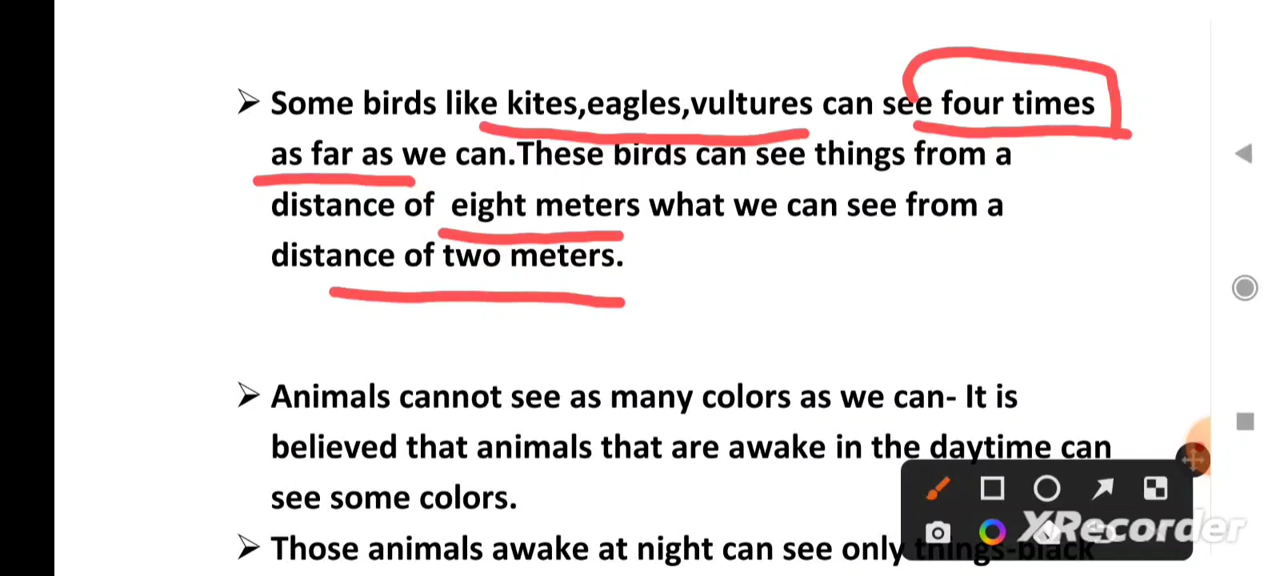 ➢ Some birds like kites,eagles,vultures can see four times
as far as we can.These birds can see things from a
distance of eight meters what we can see from a
distance of two meters.
➢ Animals cannot see as many colors as we can- It is
believed that animals that are awake in the daytime can
see some colors.
➢ Those animals awake at night can see only things-black
XRecorder